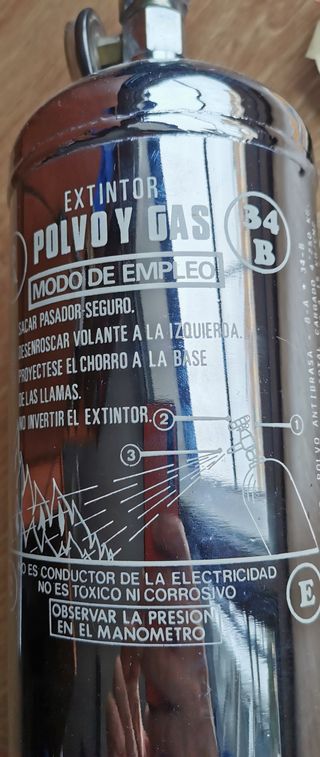 EXTINTOR
POLVO Y GAS
34
B
MODO DE EMPLEO
SACAR PASADOR-SEGURO.
DESENROSCAR VOLANTE A LA IZQUIERDA.
PROYECTESE EL CHORRO A LA BASE
DE LAS LLAMAS.
NO INVERTIR EL EXTINTOR.
2
1
3
NO ES CONDUCTOR DE LA ELECTRICIDAD
NO ES TOXICO NI CORROSIVO
E
OBSERVAR LA PRESION
EN EL MANOMETRO
POLVO ANTIBRASA